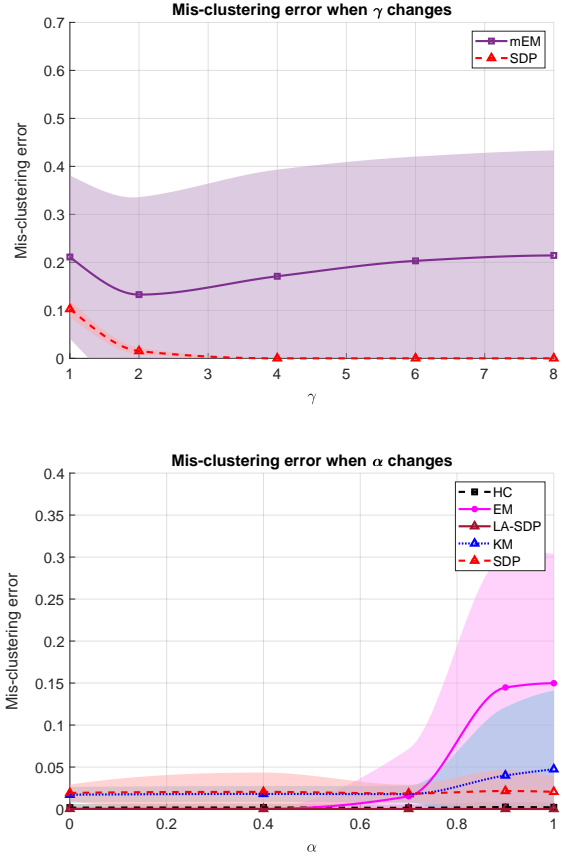 Mis-clustering error when γ changes
mEM
SDP
Mis-clustering error
0.7
0.6
0.5
0.4
0.3
0.2
0.1
0
1 2 3 4 5 6 7 8
γ
Mis-clustering error when α changes
HC
EM
LA-SDP
KM
SDP
Mis-clustering error
0.4
0.35
0.3
0.25
0.2
0.15
0.1
0.05
0
0 0.2 0.4 0.6 0.8 1
α